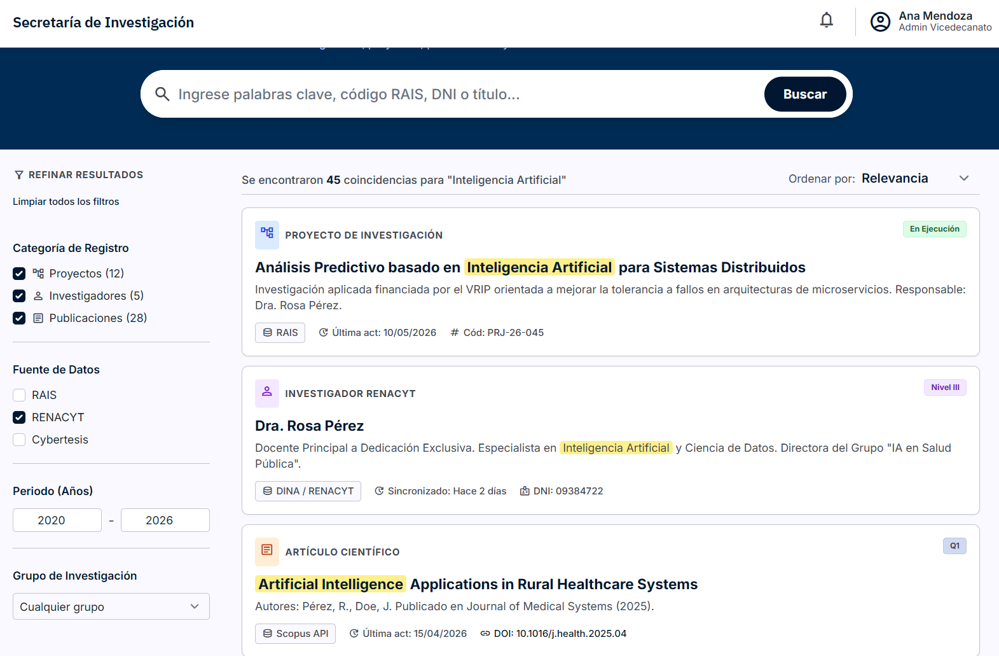 Secretaría de Investigación
Ana Mendoza
Admin Vicedecanato
Ingrese palabras clave, código RAIS, DNI o título...
Buscar
REFINAR RESULTADOS
Limpiar todos los filtros
Categoría de Registro
Proyectos (12)
Investigadores (5)
Publicaciones (28)
Fuente de Datos
RAIS
RENACYT
Cybertesis
Periodo (Años)
2020 - 2026
Grupo de Investigación
Cualquier grupo
Se encontraron 45 coincidencias para "Inteligencia Artificial"
Ordenar por: Relevancia
PROYECTO DE INVESTIGACIÓN
En Ejecución
Análisis Predictivo basado en Inteligencia Artificial para Sistemas Distribuidos
Investigación aplicada financiada por el VRIP orientada a mejorar la tolerancia a fallos en arquitecturas de microservicios. Responsable:
Dra. Rosa Pérez.
RAIS Última act: 10/05/2026 # Cód: PRJ-26-045
INVESTIGADOR RENACYT
Nivel III
Dra. Rosa Pérez
Docente Principal a Dedicación Exclusiva. Especialista en Inteligencia Artificial y Ciencia de Datos. Directora del Grupo "IA en Salud
Pública".
DINA / RENACYT Sincronizado: Hace 2 días DNI: 09384722
ARTÍCULO CIENTÍFICO
Q1
Artificial Intelligence Applications in Rural Healthcare Systems
Autores: Pérez, R., Doe, J. Publicado en Journal of Medical Systems (2025).
Scopus API Última act: 15/04/2026 DOI: 10.1016/j.health.2025.04